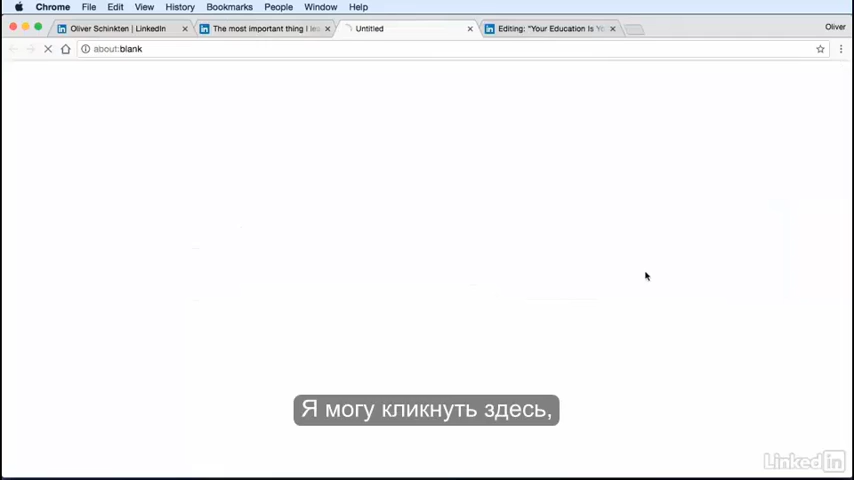 Chrome File Edit View History Bookmarks People Window Help
Oliver Schinkten | LinkedIn
The most important thing I lea
Untitled
Editing: "Your Education Is Yo
Oliver
about:blank
Я могу кликнуть здесь,
LinkedIn